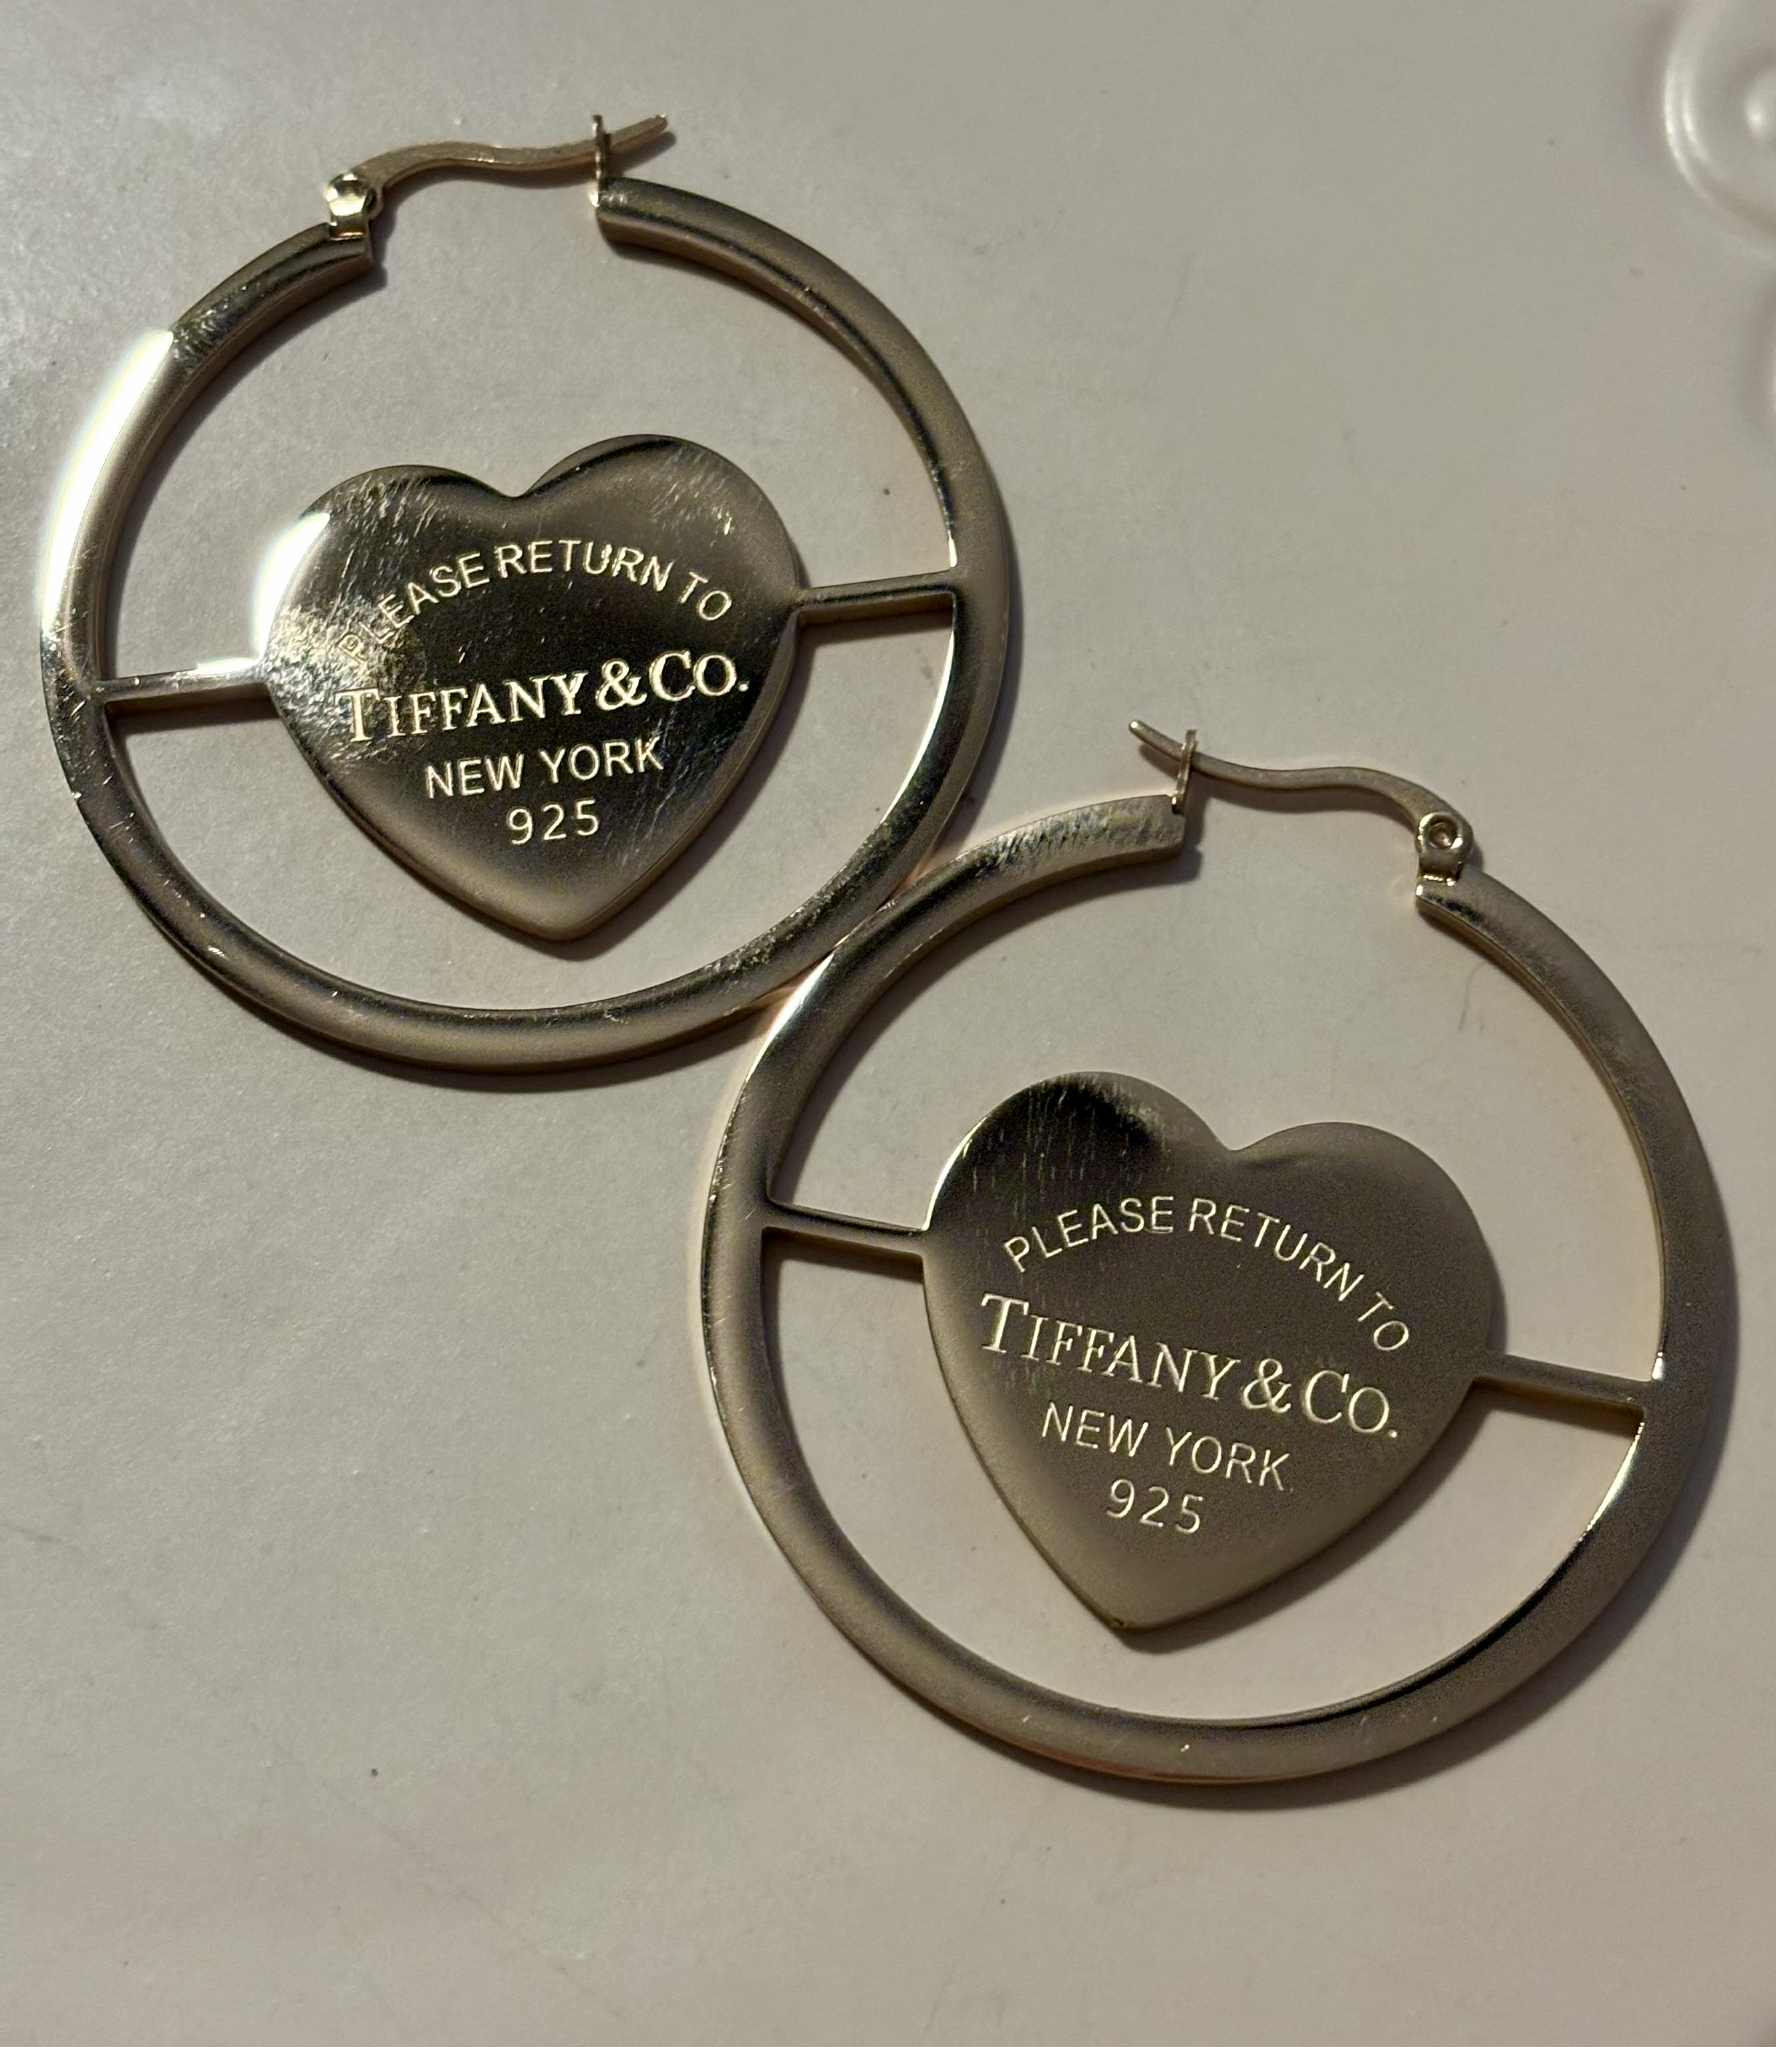 PLEASE RETURN TO
TIFFANY & CO.
NEW YORK
925
PLEASE RETURN TO
TIFFANY & CO.
NEW YORK
925